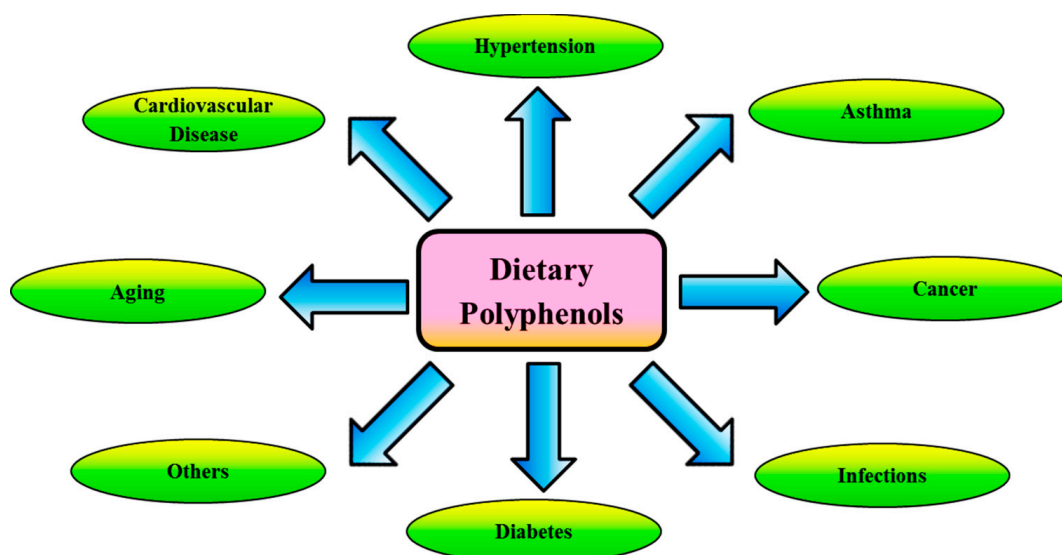 Hypertension
Cardiovascular
Disease
Asthma
Dietary
Polyphenols
Aging
Cancer
Others
Infections
Diabetes